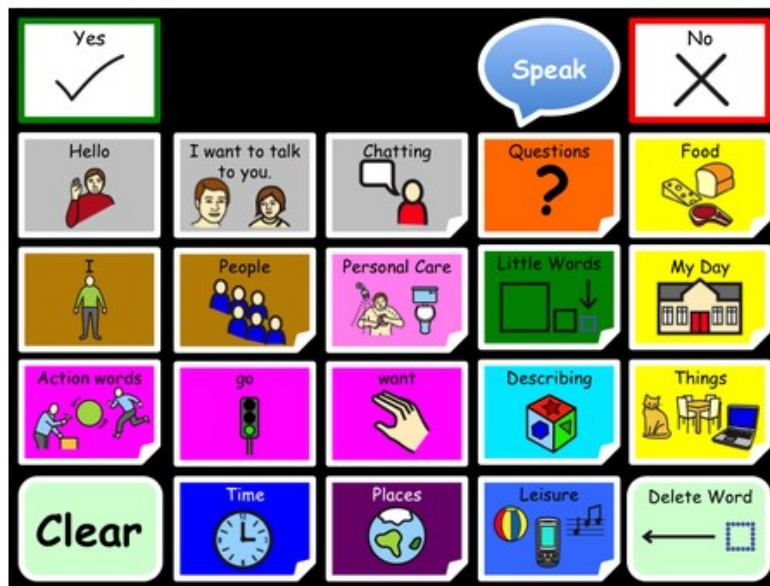 Yes
Speak
No
Hello
I want to talk
to you.
Chatting
Questions
?
Food
I
People
Personal Care
Little Words
My Day
Action words
go
want
Describing
Things
Clear
Time
Places
Leisure
Delete Word